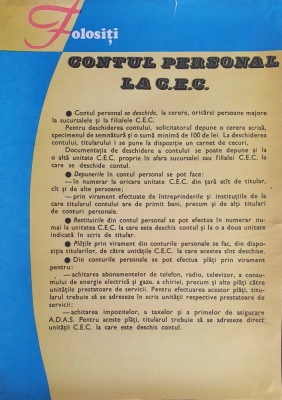 Folosiți
CONTUL PERSONAL
LA C.E.C.
● Contul personal se deschide, la cerere, oricărei persoane majore
la sucursalele și la filialele C.E.C.
Pentru deschiderea contului, solicitatorul depune o cerere scrisă,
specimenul de semnătură și o sumă minimă de 100 de lei. La deschiderea
contului, titularului i se pune la dispoziție un carnet de cecuri.
Documentația de deschidere a contului se poate depune și la
o altă unitate C.E.C. proprie în afara sucursalei sau filialei C.E.C. la
care se deschide contul.
● Depunerile în contul personal se pot face:
— în numerar la oricare unitate C.E.C. din țară atît de titular,
cît și de alte persoane;
— prin virament efectuate de întreprinderile și instituțiile de la
care titularul contului are de primit bani, precum și de alți titulari
de conturi personale.
● Restituirile din contul personal se pot efectua în numerar nu-
mai la unitatea C.E.C. la care este deschis contul și la o a doua unitate
indicată în scris de titular.
● Plățile prin virament din conturile personale se fac, din dispo-
ziția titularilor, de către unitățile C.E.C. la care acestea sînt deschise.
● Din conturile personale se pot efectua plăți prin virament
pentru:
— achitarea abonamentelor de telefon, radio, televizor, a consu-
mului de energie electrică și gaze, a chiriei, precum și alte plăți către
unitățile prestatoare de servicii. Pentru efectuarea acestor plăți, titu-
larul trebuie să se adreseze în scris unității respective prestatoare de
servicii;
— achitarea impozitelor, a taxelor și a primelor de asigurare
A.D.A.S. Pentru aceste plăți, titularul trebuie să se adreseze direct
unității C.E.C. la care este deschis contul.